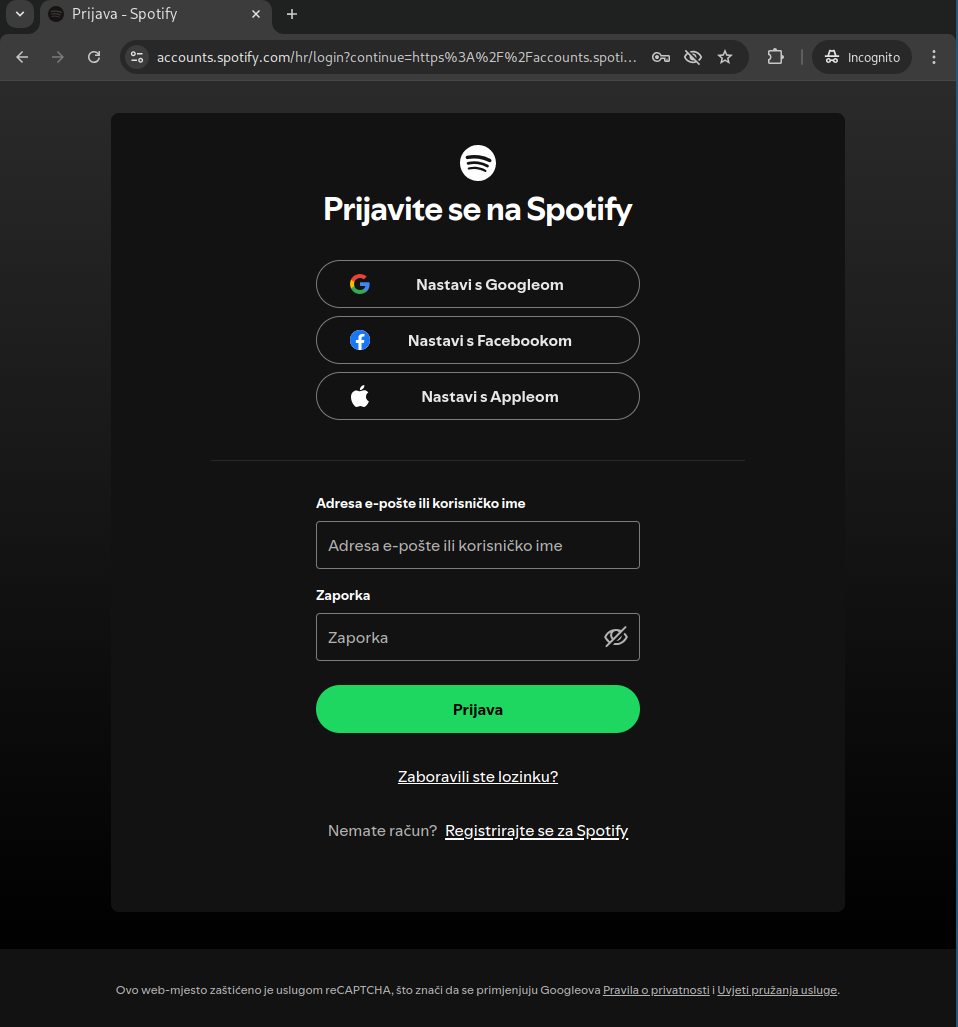 Prijava - Spotify
accounts.spotify.com/hr/login?continue=https%3A%2F%2Faccounts.spoti...
Incognito
Prijavite se na Spotify
Nastavi s Googleom
Nastavi s Facebookom
Nastavi s Appleom
Adresa e-pošte ili korisničko ime
Adresa e-pošte ili korisničko ime
Zaporka
Zaporka
Prijava
Zaboravili ste lozinku?
Nemate račun? Registrirajte se za Spotify
Ovo web-mjesto zaštićeno je uslugom reCAPTCHA, što znači da se primjenjuju Googleova Pravila o privatnosti i Uvjeti pružanja usluge.